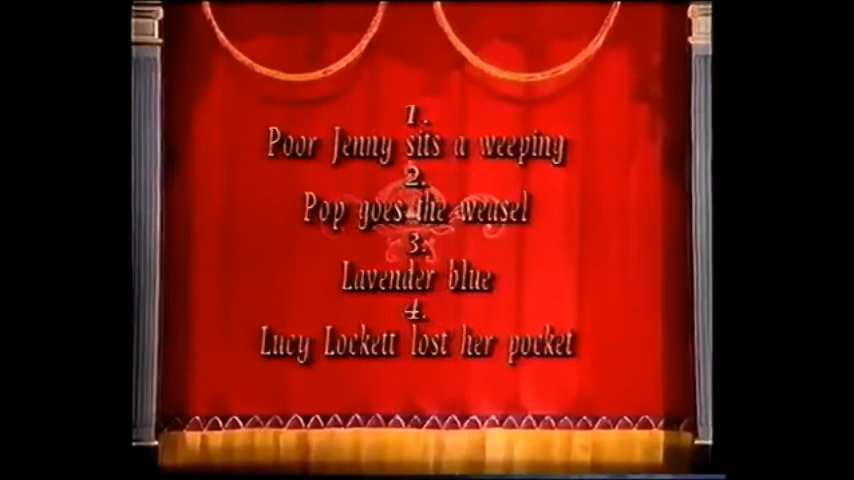 1.
Poor Jenny sits a weeping
2.
Pop goes the weasel
3.
Lavender blue
4.
Lucy Lockett lost her pocket